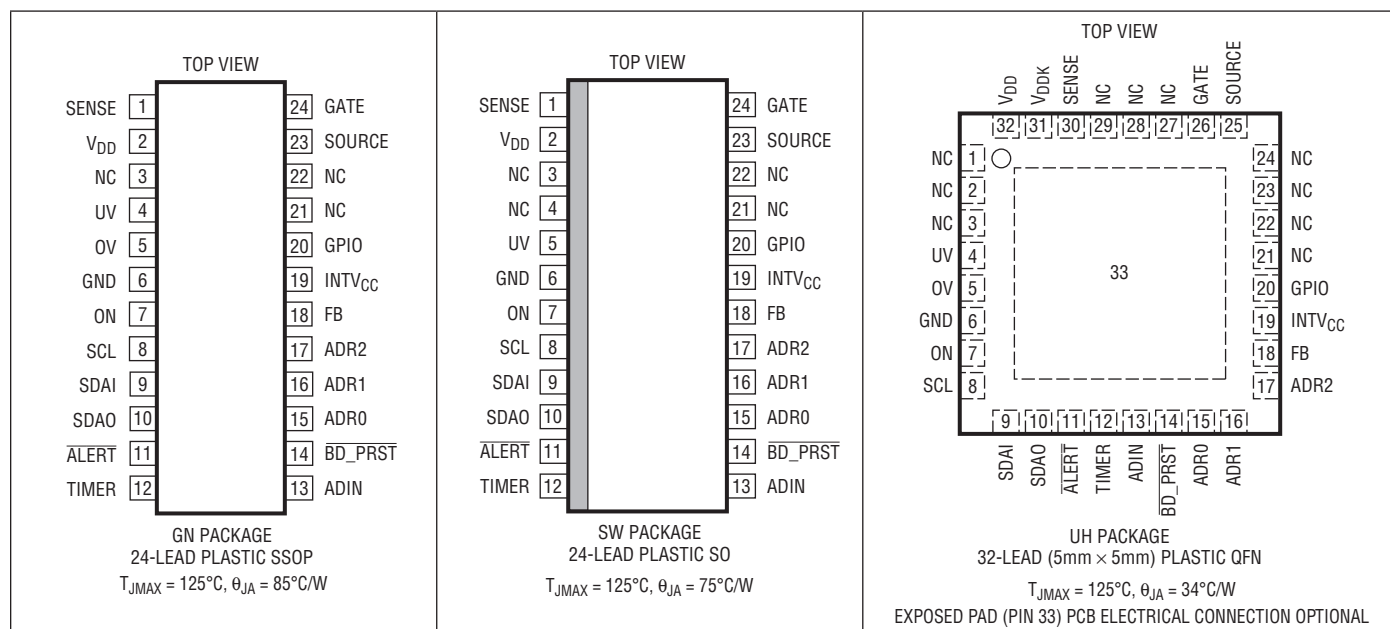 TOP VIEW
SENSE 1 24 GATE
VDD 2 23 SOURCE
NC 3 22 NC
UV 4 21 NC
OV 5 20 GPIO
GND 6 19 INTVCC
ON 7 18 FB
SCL 8 17 ADR2
SDAI 9 16 ADR1
SDAO 10 15 ADR0
ALERT 11 14 BD_PRST
TIMER 12 13 ADIN
GN PACKAGE
24-LEAD PLASTIC SSOP
TJMAX = 125°C, θJA = 85°C/W
TOP VIEW
SENSE 1 24 GATE
VDD 2 23 SOURCE
NC 3 22 NC
NC 4 21 NC
UV 5 20 GPIO
GND 6 19 INTVCC
ON 7 18 FB
SCL 8 17 ADR2
SDAI 9 16 ADR1
SDAO 10 15 ADR0
ALERT 11 14 BD_PRST
TIMER 12 13 ADIN
SW PACKAGE
24-LEAD PLASTIC SO
TJMAX = 125°C, θJA = 75°C/W
TOP VIEW
VDD VDDK SENSE NC NC NC GATE SOURCE
32 31 30 29 28 27 26 25
NC 1 24 NC
NC 2 23 NC
NC 3 22 NC
UV 4 21 NC
33
OV 5 20 GPIO
GND 6 19 INTVCC
ON 7 18 FB
SCL 8 17 ADR2
9 10 11 12 13 14 15 16
SDAI SDAO ALERT TIMER ADIN BD_PRST ADR0 ADR1
UH PACKAGE
32-LEAD (5mm × 5mm) PLASTIC QFN
TJMAX = 125°C, θJA = 34°C/W
EXPOSED PAD (PIN 33) PCB ELECTRICAL CONNECTION OPTIONAL